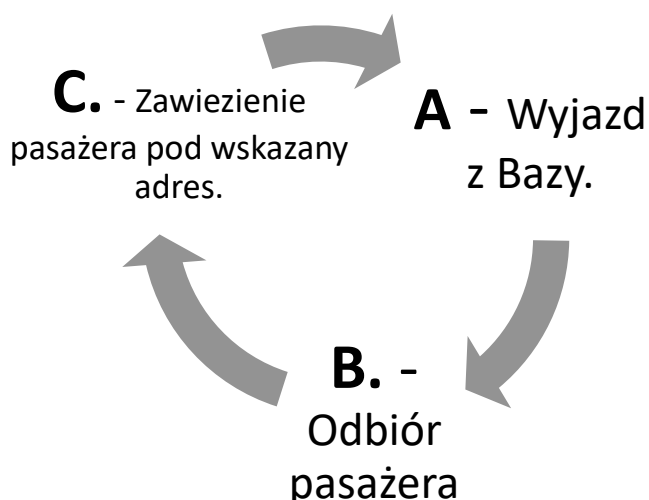 A - Wyjazd
z Bazy.
B. -
Odbiór
pasażera
C. - Zawiezienie
pasażera pod wskazany
adres.